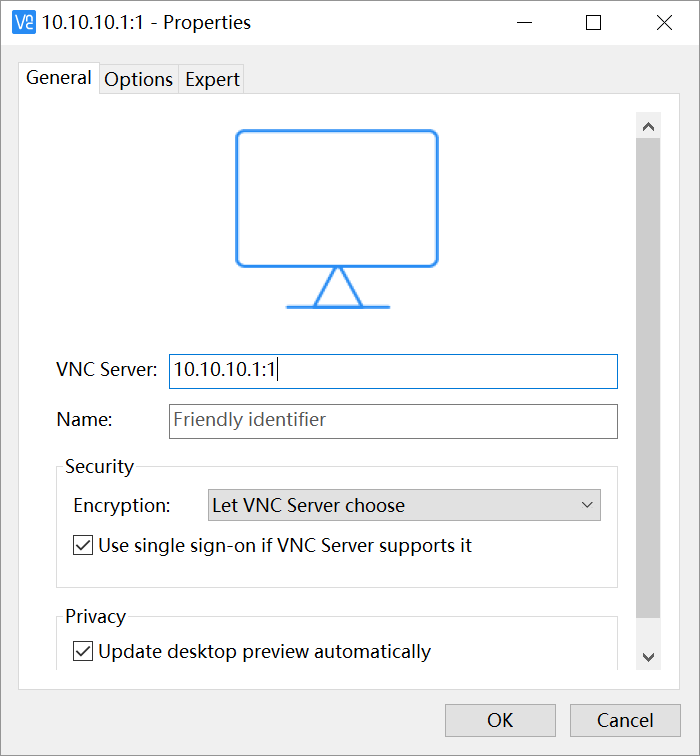 V2 10.10.10.1:1 - Properties
General Options Expert
VNC Server: 10.10.10.1:1
Name: Friendly identifier
Security
Encryption: Let VNC Server choose
Use single sign-on if VNC Server supports it
Privacy
Update desktop preview automatically
OK Cancel